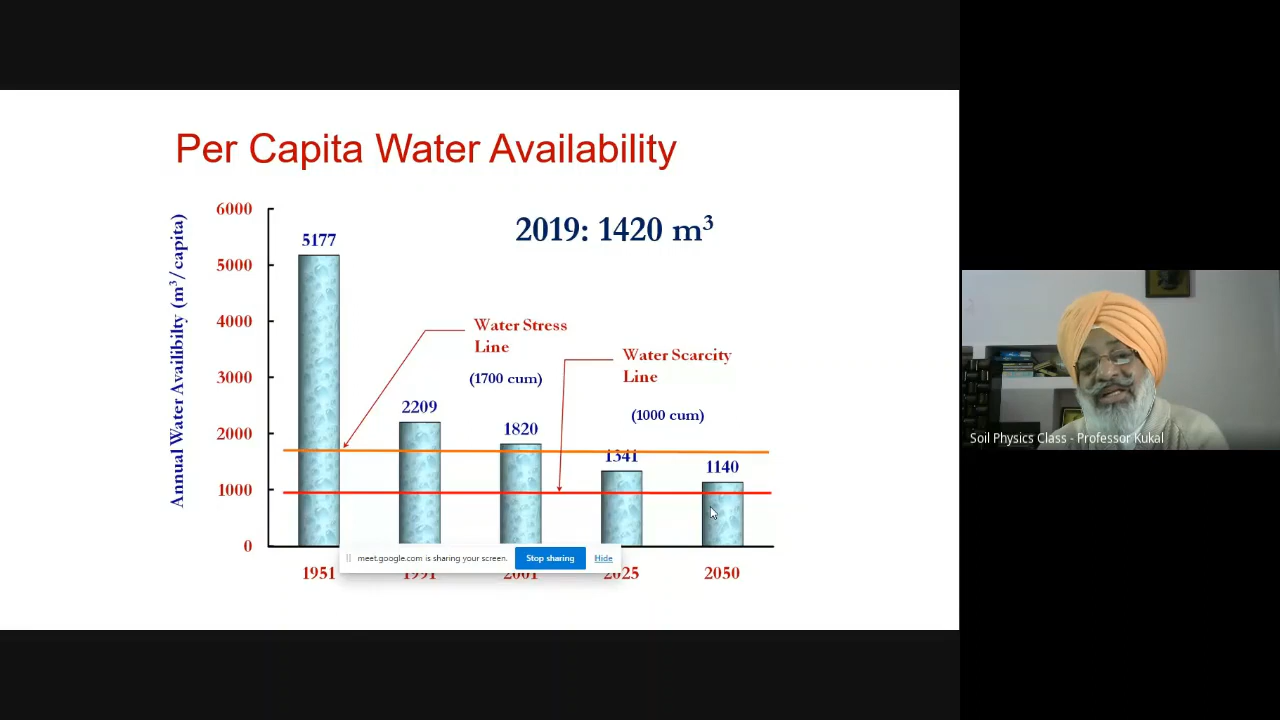 Per Capita Water Availability
Annual Water Availibilty (m³/capita)
6000
5000
4000
3000
2000
1000
0
2019: 1420 m³
5177
2209
1820
1341
1140
Water Stress
Line
(1700 cum)
Water Scarcity
Line
(1000 cum)
meet.google.com is sharing your screen.
Stop sharing
Hide
1951
1991
2001
2025
2050
Soil Physics Class - Professor Kukal